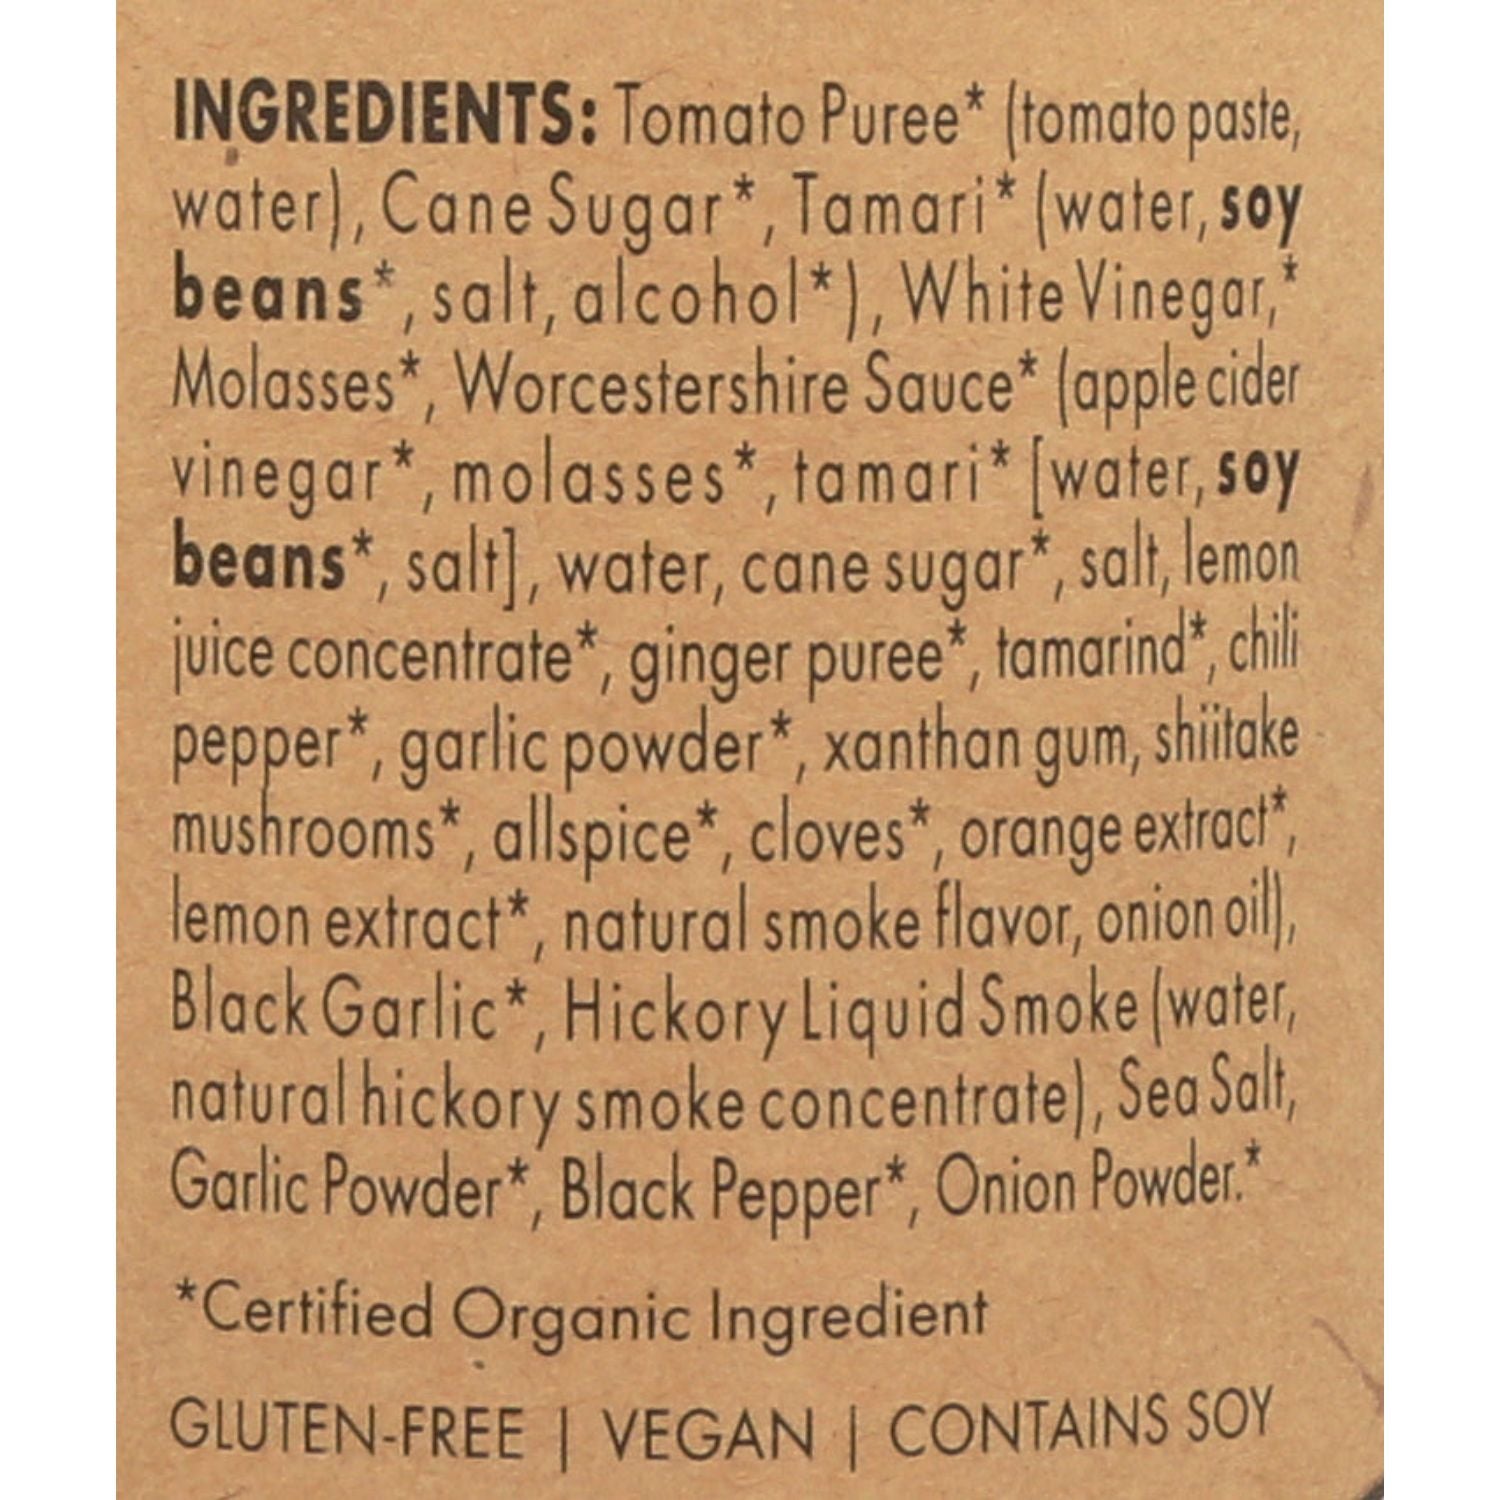 INGREDIENTS: Tomato Puree* (tomato paste,
water), Cane Sugar*, Tamari* (water, soy
beans*, salt, alcohol*), White Vinegar,*
Molasses*, Worcestershire Sauce* (apple cider
vinegar*, molasses*, tamari* [water, soy
beans*, salt], water, cane sugar*, salt, lemon
juice concentrate*, ginger puree*, tamarind*, chili
pepper*, garlic powder*, xanthan gum, shiitake
mushrooms*, allspice*, cloves*, orange extract*,
lemon extract*, natural smoke flavor, onion oil),
Black Garlic*, Hickory Liquid Smoke (water,
natural hickory smoke concentrate), Sea Salt,
Garlic Powder*, Black Pepper*, Onion Powder.*
*Certified Organic Ingredient
GLUTEN-FREE | VEGAN | CONTAINS SOY